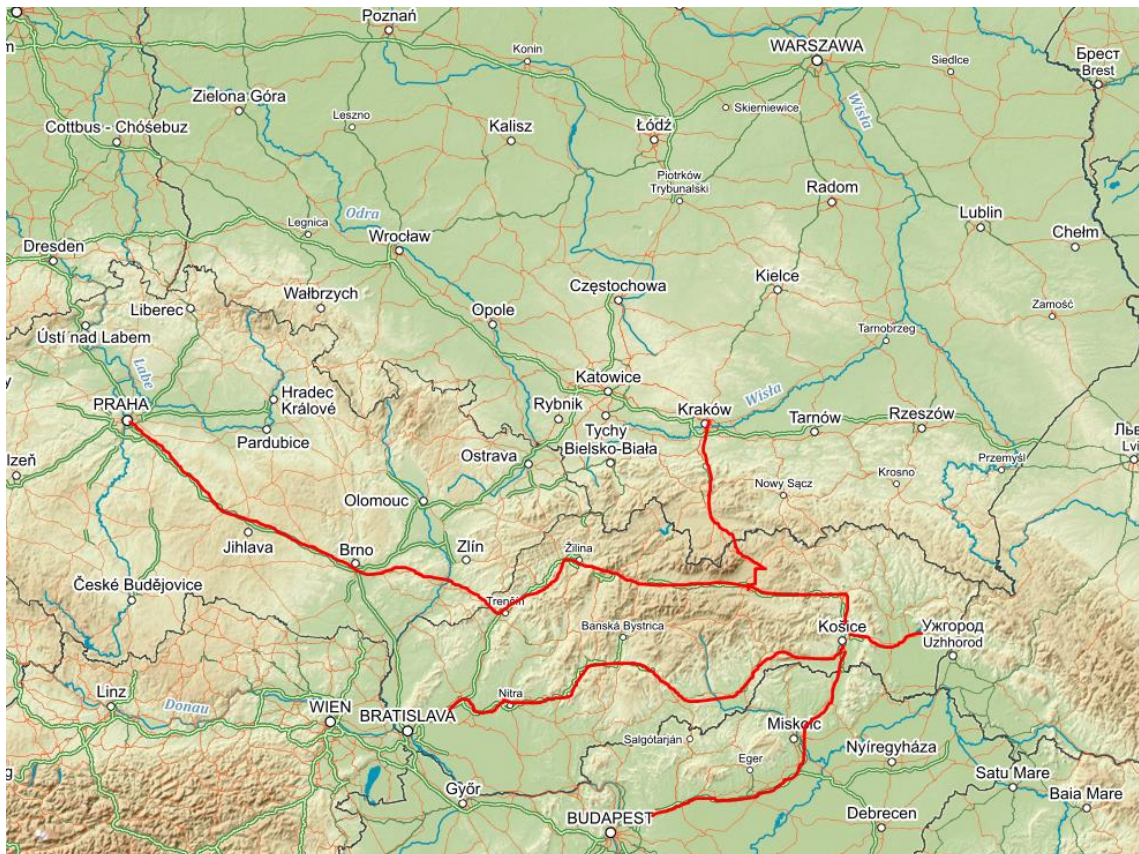 Poznań
WARSZAWA
Konin
Siedlce
Брест
Brest
m
Zielona Góra
Leszno
Skierniewice
Wisła
Cottbus - Chóśebuz
Kalisz
Łódź
Piotrków
Trybunalski
Radom
Odra
Legnica
Wrocław
Lublin
Chełm
Dresden
Częstochowa
Kielce
Liberec
Wałbrzych
Opole
Zamość
Ústí nad Labem
Tarnobrzeg
Labe
Katowice
Hradec
Králové
PRAHA
Rybnik
Kraków
Wisła
Tarnów
Rzeszów
Pardubice
Tychy
Bielsko-Biała
Ostrava
Льв
Lvi
lzeň
Przemyśl
Krosno
Nowy Sącz
Olomouc
Jihlava
Brno
Zlín
Žilina
České Budějovice
Trenčín
Banská Bystrica
Košice
Ужгород
Uzhhorod
Linz
Donau
WIEN
Nitra
BRATISLAVA
Miskolc
Salgótarján
Nyíregyháza
Eger
Satu Mare
g
Győr
Baia Mare
BUDAPEST
Debrecen